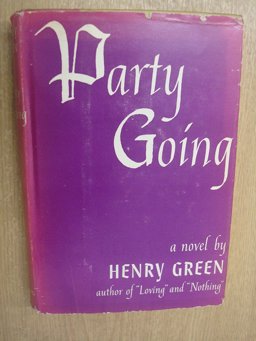 Party
Going
a novel by
HENRY GREEN
author of "Loving" and "Nothing"